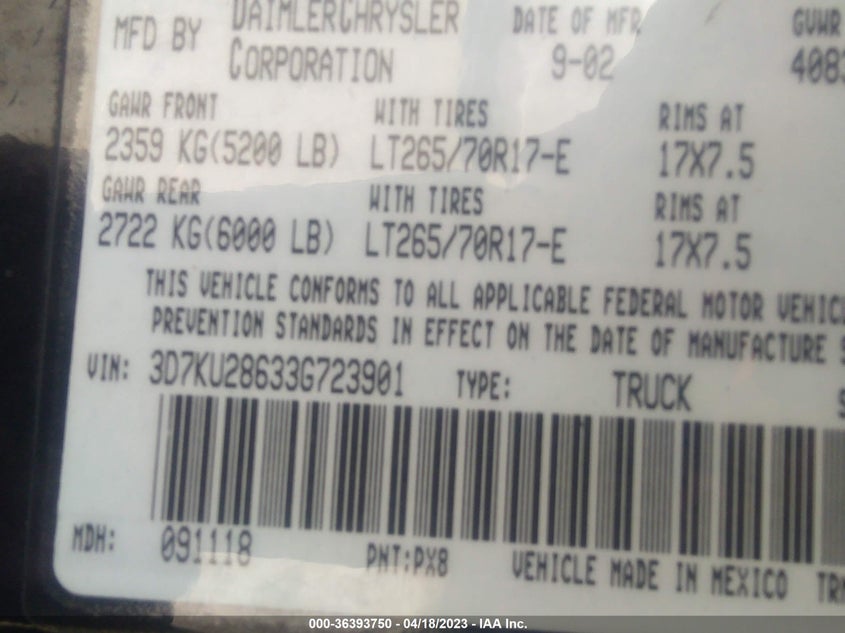 MFD BY DAIMLERCHRYSLER CORPORATION DATE OF MFR 9-02 GVWR
GAWR FRONT WITH TIRES RIMS AT
2359 KG(5200 LB) LT265/70R17-E 17X7.5
GAWR REAR WITH TIRES RIMS AT
2722 KG(6000 LB) LT265/70R17-E 17X7.5
THIS VEHICLE CONFORMS TO ALL APPLICABLE FEDERAL MOTOR
PREVENTION STANDARDS IN EFFECT ON THE DATE OF MANUFACTURE
VIN: 3D7KU28633G723901 TYPE: TRUCK
MDH: 091118 PNT:PX8 VEHICLE MADE IN MEXICO
000-36393750 - 04/18/2023 - IAA Inc.